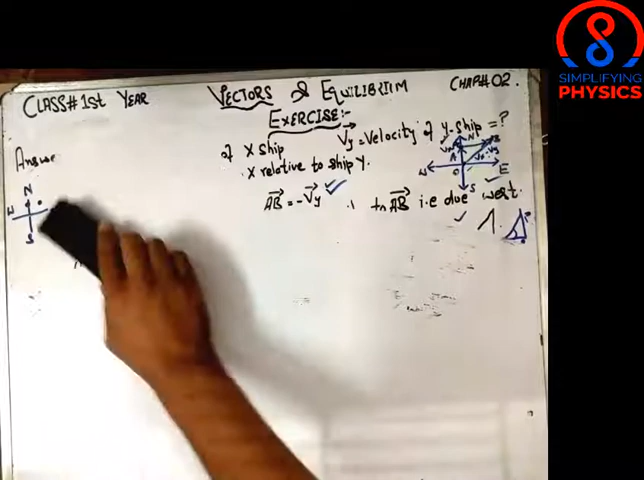 SIMPLIFYING
PHYSICS
CLASS# 1st YEAR
VECTORS & EQUILIBRIUM
CHAP# 02.
EXERCISE:-
of X ship
Vy = Velocity of Y-ship = ?
X relative to ship Y.
AB = -Vy
to AB i.e due west.
N
S
N
E
S
A
O